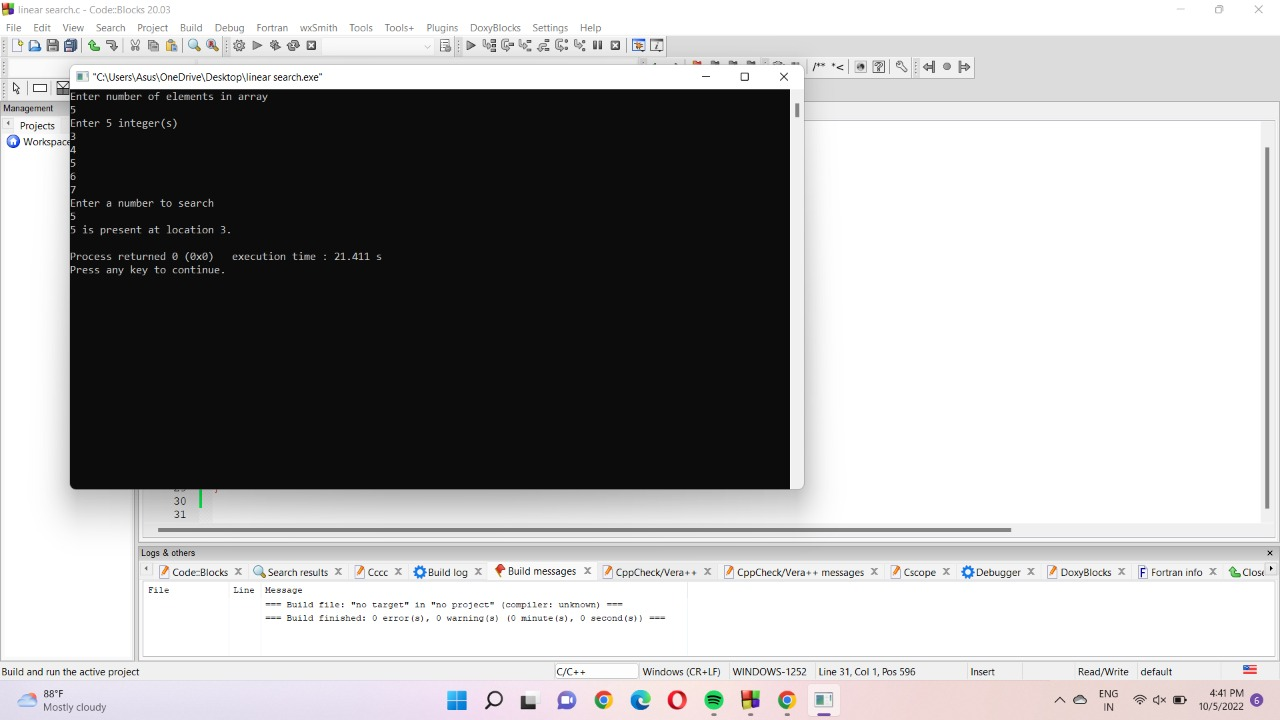 linear search.c - Code::Blocks 20.03
File Edit View Search Project Build Debug Fortran wxSmith Tools Tools+ Plugins DoxyBlocks Settings Help
/** *<
"C:\Users\Asus\OneDrive\Desktop\linear search.exe"
Management
Projects
Workspace
Enter number of elements in array
5
Enter 5 integer(s)
3
4
5
6
7
Enter a number to search
5
5 is present at location 3.
Process returned 0 (0x0)   execution time : 21.411 s
Press any key to continue.
30
31
Logs & others
Code::Blocks Search results Cccc Build log Build messages CppCheck/Vera++ CppCheck/Vera++ messages Cscope Debugger DoxyBlocks Fortran info Close
File Line Message
=== Build file: "no target" in "no project" (compiler: unknown) ===
=== Build finished: 0 error(s), 0 warning(s) (0 minute(s), 0 second(s)) ===
Build and run the active project C/C++ Windows (CR+LF) WINDOWS-1252 Line 31, Col 1, Pos 596 Insert Read/Write default
88°F
Mostly cloudy
ENG
IN
4:41 PM
10/5/2022
6